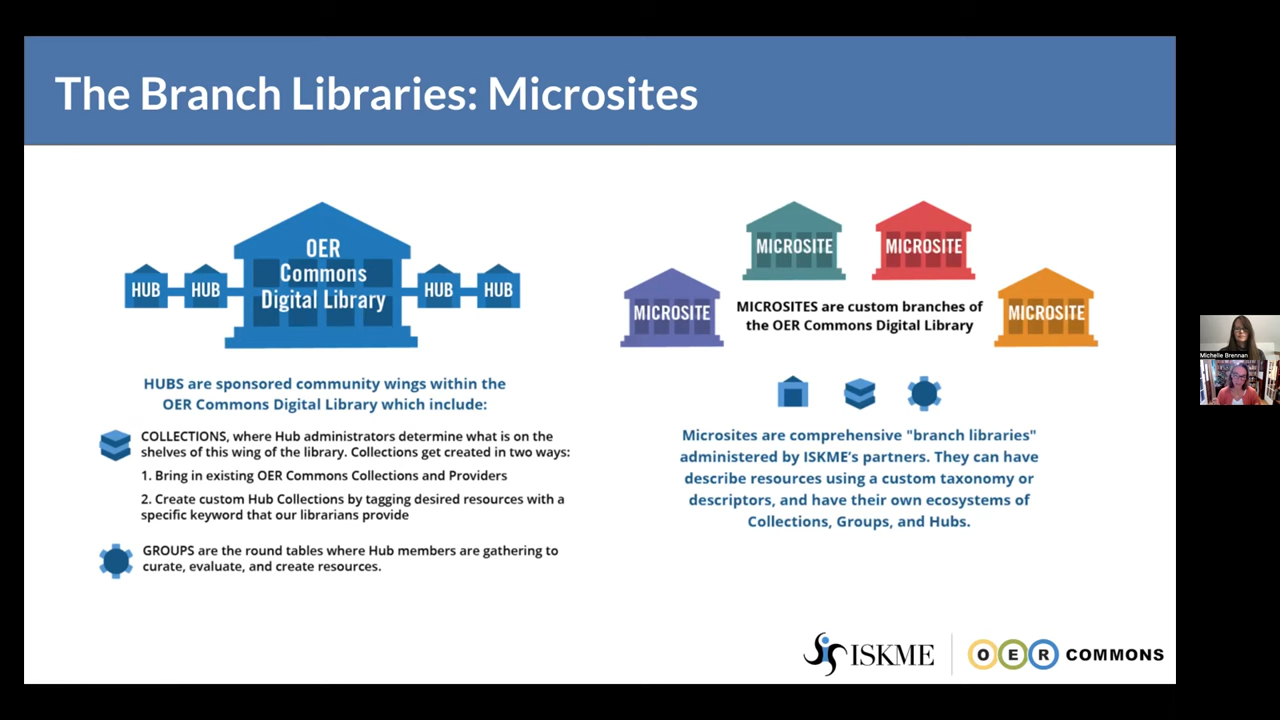 The Branch Libraries: Microsites
OER
Commons
Digital Library
HUB
HUB
HUB
HUB
HUBS are sponsored community wings within the
OER Commons Digital Library which include:
COLLECTIONS, where Hub administrators determine what is on the
shelves of this wing of the library. Collections get created in two ways:
1. Bring in existing OER Commons Collections and Providers
2. Create custom Hub Collections by tagging desired resources with a
specific keyword that our librarians provide
GROUPS are the round tables where Hub members are gathering to
curate, evaluate, and create resources.
MICROSITE
MICROSITE
MICROSITE
MICROSITE
MICROSITES are custom branches of
the OER Commons Digital Library
Microsites are comprehensive "branch libraries"
administered by ISKME's partners. They can have
describe resources using a custom taxonomy or
descriptors, and have their own ecosystems of
Collections, Groups, and Hubs.
ISKME
OER COMMONS
Michelle Brennan